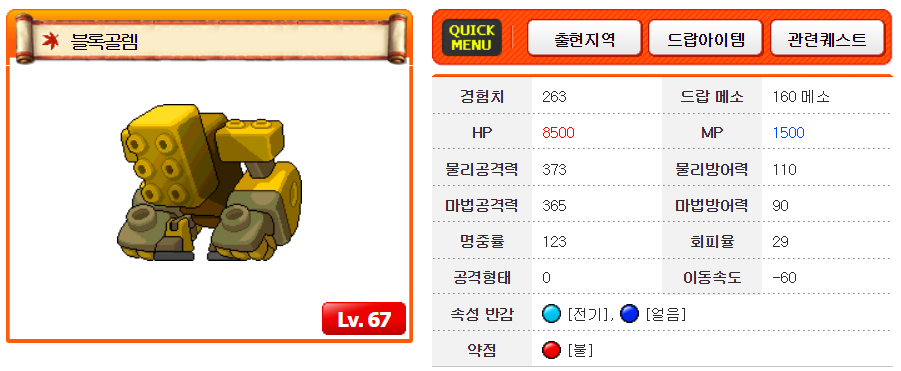 블록골렘
Lv. 67
QUICK MENU
출현지역
드랍아이템
관련퀘스트
경험치 263 드랍 메소 160 메소
HP 8500 MP 1500
물리공격력 373 물리방어력 110
마법공격력 365 마법방어력 90
명중률 123 회피율 29
공격형태 0 이동속도 -60
속성 반감 [전기], [얼음]
약점 [불]